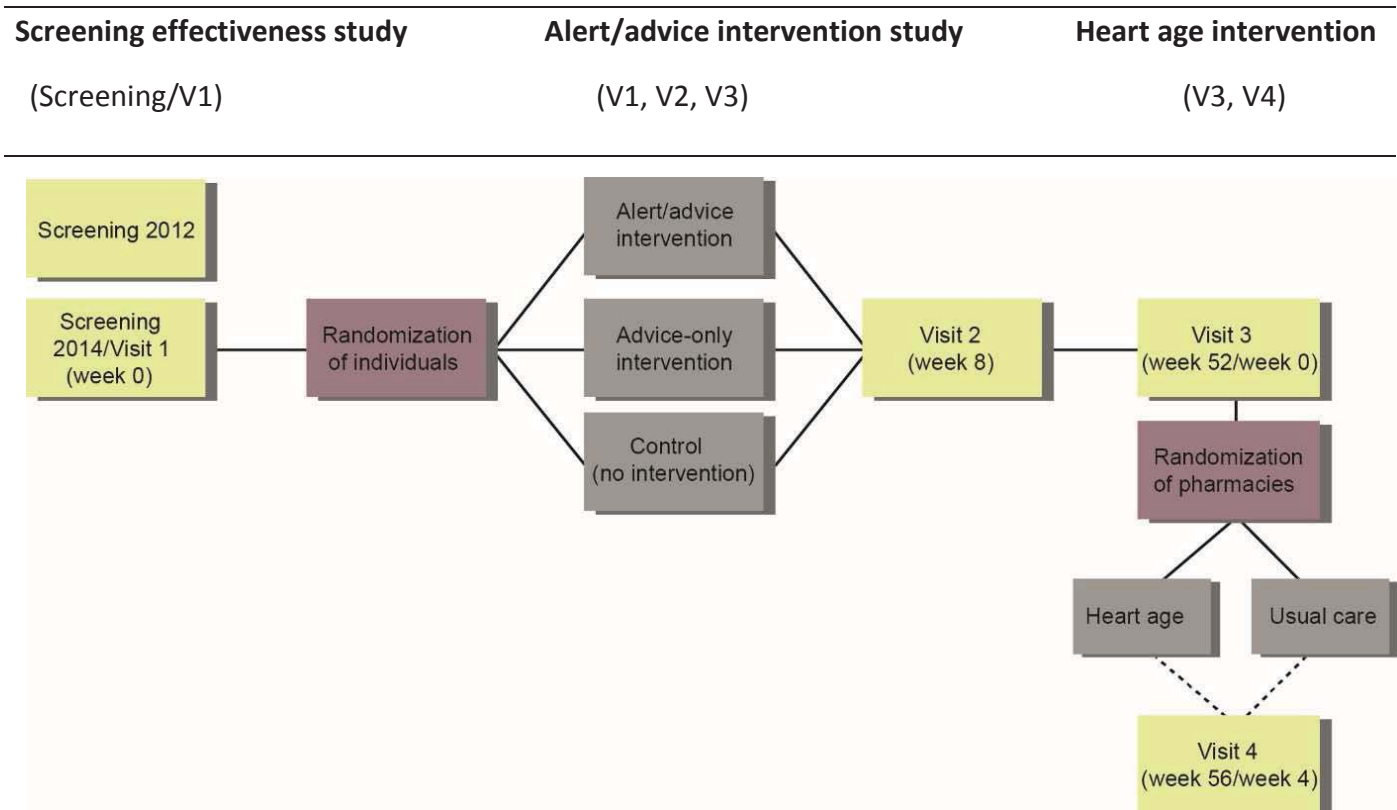 Screening effectiveness study
Alert/advice intervention study
Heart age intervention
(Screening/V1)
(V1, V2, V3)
(V3, V4)
Screening 2012
Screening
2014/Visit 1
(week 0)
Randomization
of individuals
Alert/advice
intervention
Advice-only
intervention
Control
(no intervention)
Visit 2
(week 8)
Visit 3
(week 52/week 0)
Randomization
of pharmacies
Heart age
Usual care
Visit 4
(week 56/week 4)